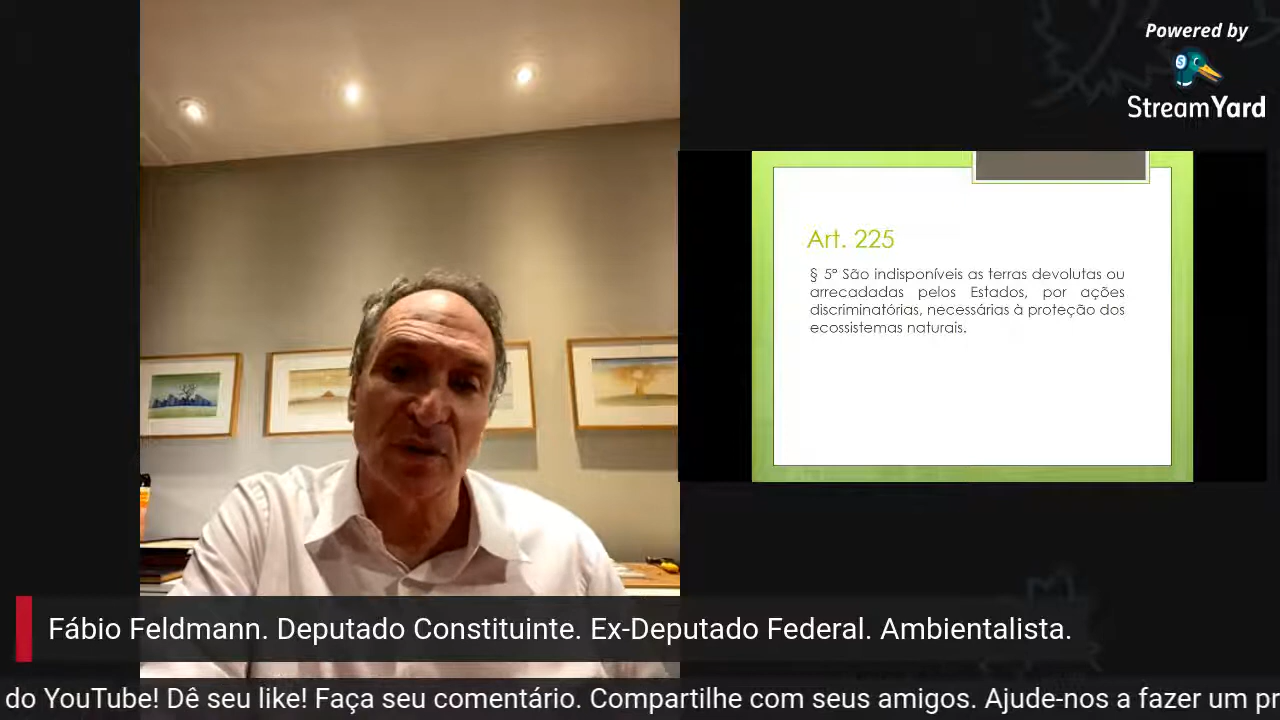 Powered by
StreamYard
Art. 225
§ 5º São indisponíveis as terras devolutas ou
arrecadadas pelos Estados, por ações
discriminatórias, necessárias à proteção dos
ecossistemas naturais.
Fábio Feldmann. Deputado Constituinte. Ex-Deputado Federal. Ambientalista.
do YouTube! Dê seu like! Faça seu comentário. Compartilhe com seus amigos. Ajude-nos a fazer um pr